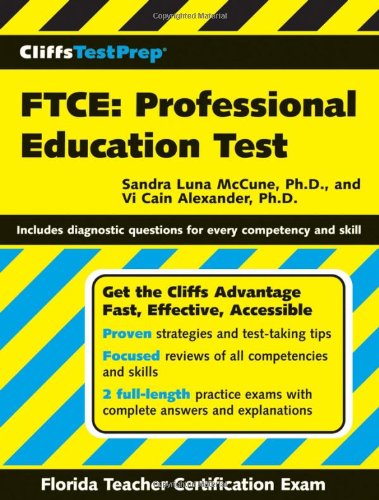 CliffsTestPrep®
FTCE: Professional
Education Test
Sandra Luna McCune, Ph.D., and
Vi Cain Alexander, Ph.D.
Includes diagnostic questions for every competency and skill
Get the Cliffs Advantage
Fast, Effective, Accessible
Proven strategies and test-taking tips
Focused reviews of all competencies
and skills
2 full-length practice exams with
complete answers and explanations
Florida Teacher Certification Exam